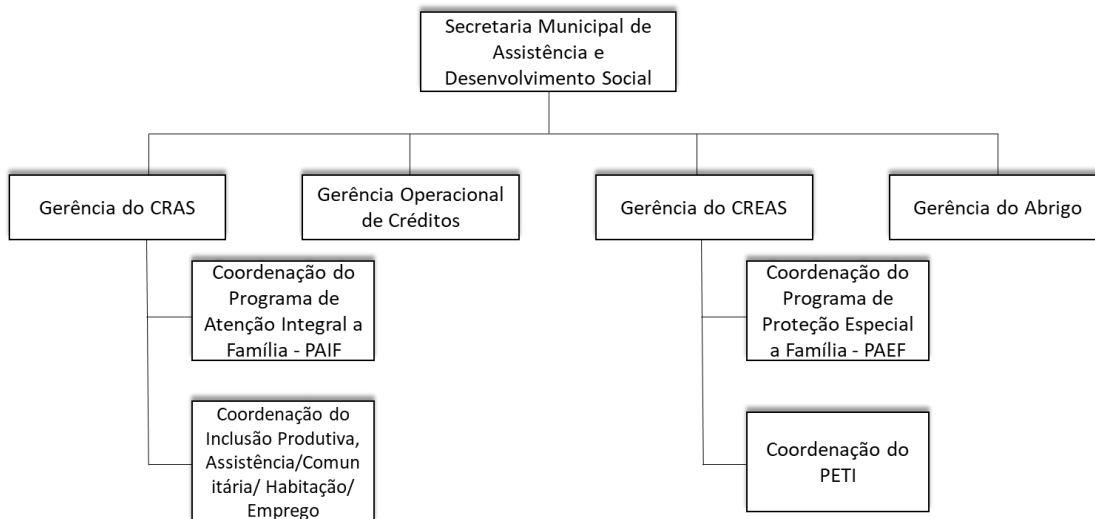 Secretaria Municipal de
Assistência e
Desenvolvimento Social
Gerência do CRAS
Gerência Operacional
de Créditos
Gerência do CREAS
Gerência do Abrigo
Coordenação do
Programa de
Atenção Integral a
Família - PAIF
Coordenação do
Programa de
Proteção Especial
a Família - PAEF
Coordenação do
Inclusão Produtiva,
Assistência/Comun
itária/ Habitação/
Emprego
Coordenação do
PETI